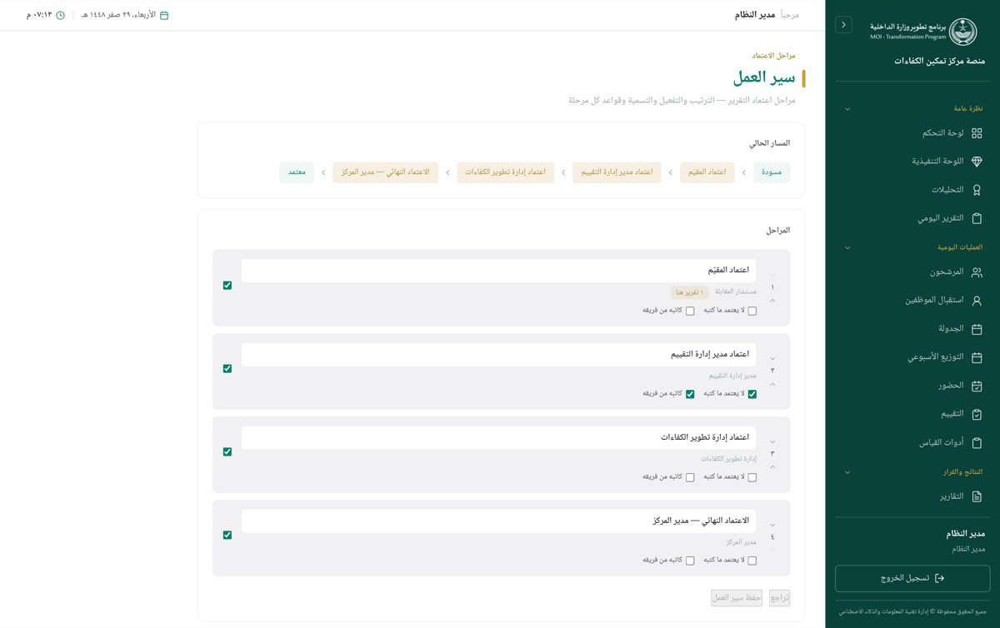 برنامج تطوير وزارة الداخلية
MOI - Transformation Program
منصة مركز تمكين الكفاءات
نظرة عامة
لوحة التحكم
اللوحة التنفيذية
التحليلات
التقرير اليومي
العمليات اليومية
المرشحون
استقبال الموظفين
الجدولة
التوزيع الأسبوعي
الحضور
التقييم
أدوات القياس
النتائج والقرار
التقارير
مدير النظام
مدير النظام
تسجيل الخروج
جميع الحقوق محفوظة © إدارة تقنية المعلومات والذكاء الاصطناعي
مرحباً مدير النظام
الأربعاء، ٢٩ صفر ١٤٤٨ هـ
٠٧:١٣ م
مراحل الاعتماد
سير العمل
مراحل اعتماد التقرير — الترتيب والتفعيل والتسمية وقواعد كل مرحلة
المسار الحالي
مسودة
اعتماد المقيّم
اعتماد مدير إدارة التقييم
اعتماد إدارة تطوير الكفاءات
الاعتماد النهائي — مدير المركز
معتمد
المراحل
١
اعتماد المقيّم
مستشار المقابلة
١ تقرير هنا
لا يعتمد ما كتبه
كاتبه من فريقه
٢
اعتماد مدير إدارة التقييم
مدير إدارة التقييم
لا يعتمد ما كتبه
كاتبه من فريقه
٣
اعتماد إدارة تطوير الكفاءات
إدارة تطوير الكفاءات
لا يعتمد ما كتبه
كاتبه من فريقه
٤
الاعتماد النهائي — مدير المركز
مدير المركز
لا يعتمد ما كتبه
كاتبه من فريقه
تراجع
حفظ سير العمل